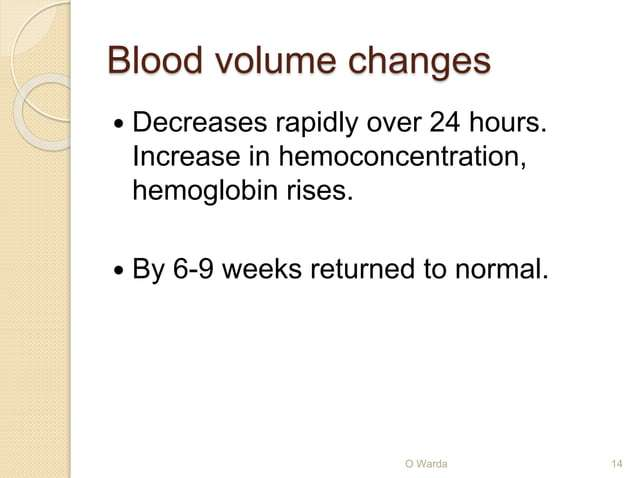 Blood volume changes
• Decreases rapidly over 24 hours.
Increase in hemoconcentration,
hemoglobin rises.
• By 6-9 weeks returned to normal.
O Warda
14